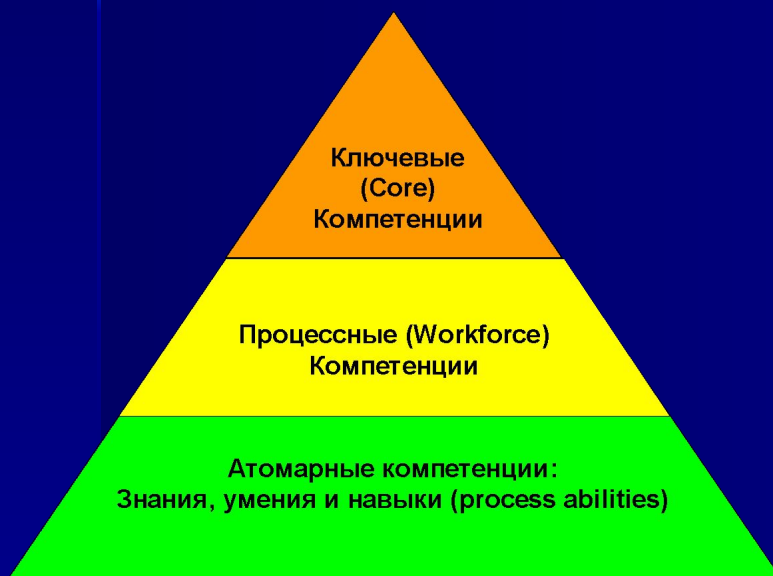 Ключевые
(Core)
Компетенции
Процессные (Workforce)
Компетенции
Атомарные компетенции:
Знания, умения и навыки (process abilities)